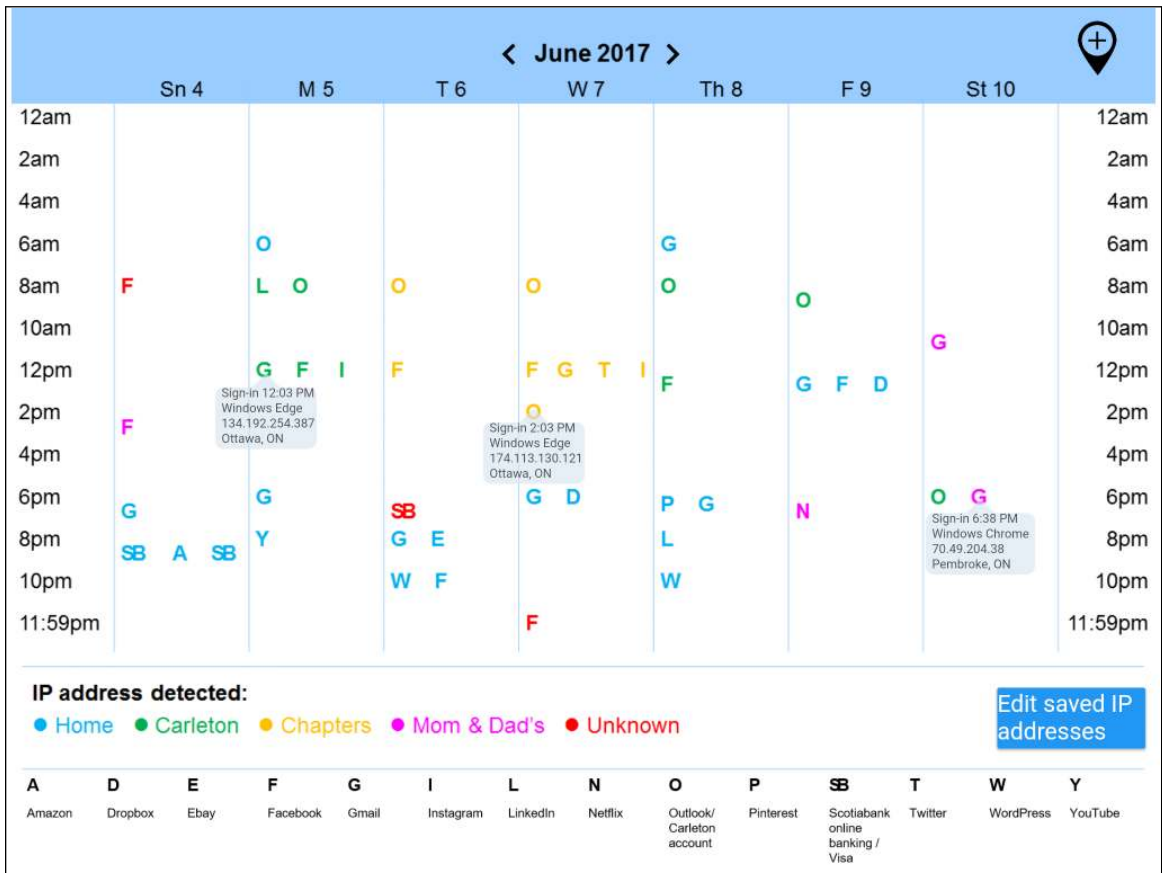 < June 2017 >
Sn 4 M 5 T 6 W 7 Th 8 F 9 St 10
12am 12am
2am 2am
4am 4am
6am O G 6am
8am F L O O O O O 8am
10am G 10am
12pm G F I F F G T I F G F D 12pm
Sign-in 12:03 PM
Windows Edge
134.192.254.387
Ottawa, ON
2pm F O 2pm
Sign-in 2:03 PM
Windows Edge
174.113.130.121
Ottawa, ON
4pm 4pm
6pm G G SB G D P G N O G 6pm
Sign-in 6:38 PM
Windows Chrome
70.49.204.38
Pembroke, ON
8pm SB A SB Y G E L 8pm
10pm W F W 10pm
11:59pm F 11:59pm
IP address detected:
Home Carleton Chapters Mom & Dad's Unknown
Edit saved IP
addresses
A D E F G I L N O P SB T W Y
Amazon Dropbox Ebay Facebook Gmail Instagram LinkedIn Netflix Outlook/ Pinterest Scotiabank Twitter WordPress YouTube
Carleton online
account banking /
Visa